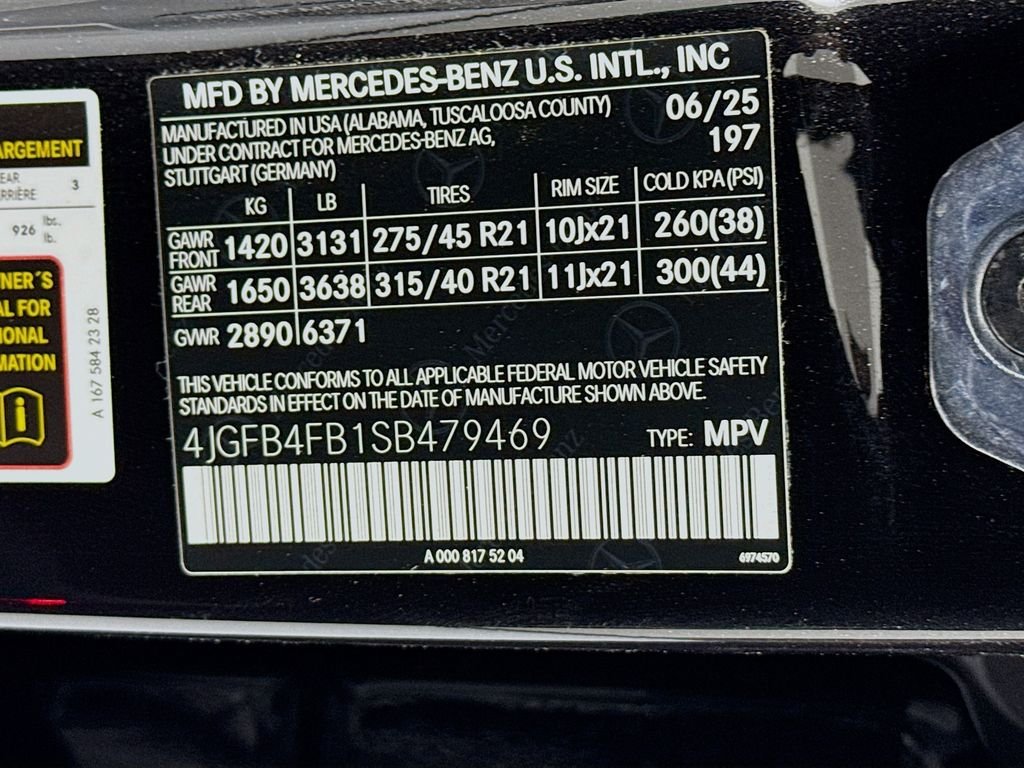 ARGEMENT
EAR
RRIÈRE
3
926 lbs.
lb.
NER´S
AL FOR
IONAL
MATION
A 167 584 23 28
MFD BY MERCEDES-BENZ U.S. INTL., INC
MANUFACTURED IN USA (ALABAMA, TUSCALOOSA COUNTY) 06/25
UNDER CONTRACT FOR MERCEDES-BENZ AG, 197
STUTTGART (GERMANY)
KG LB TIRES RIM SIZE COLD KPA (PSI)
GAWR FRONT 1420 3131 275/45 R21 10Jx21 260(38)
GAWR REAR 1650 3638 315/40 R21 11Jx21 300(44)
GVWR 2890 6371
THIS VEHICLE CONFORMS TO ALL APPLICABLE FEDERAL MOTOR VEHICLE SAFETY
STANDARDS IN EFFECT ON THE DATE OF MANUFACTURE SHOWN ABOVE.
4JGFB4FB1SB479469 TYPE: MPV
A 000 817 52 04 6974570